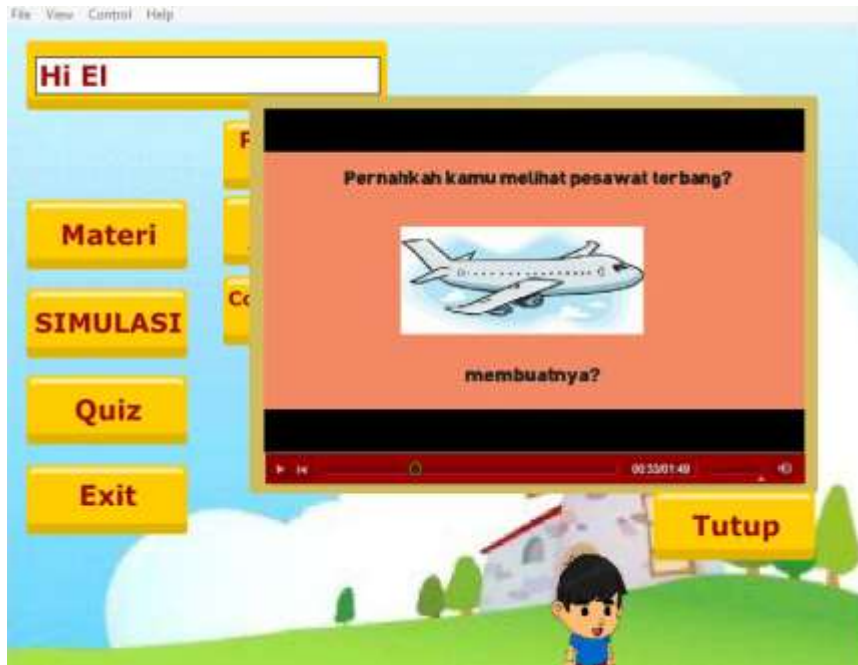 File View Control Help
Hi El
Pernahkah kamu melihat pesawat terbang?
Materi
SIMULASI
membuatnya?
Quiz
00:33/01:49
Exit
Tutup